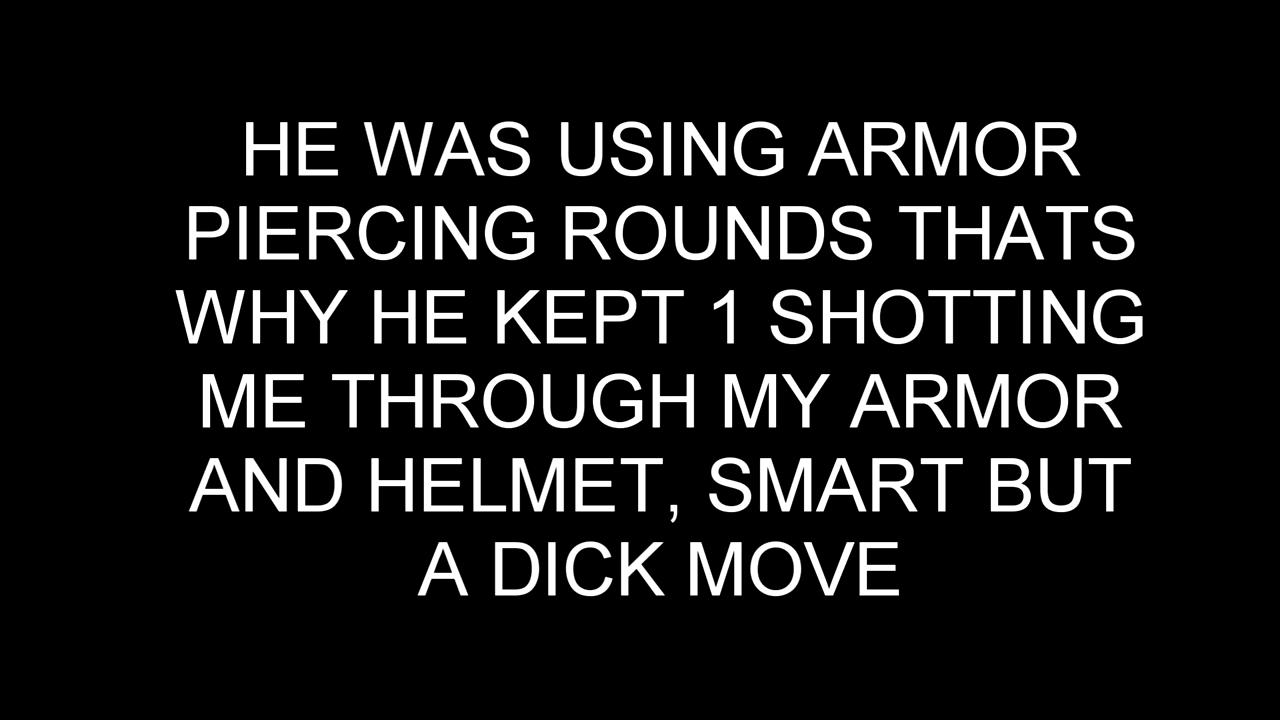 HE WAS USING ARMOR
PIERCING ROUNDS THATS
WHY HE KEPT 1 SHOTTING
ME THROUGH MY ARMOR
AND HELMET, SMART BUT
A DICK MOVE